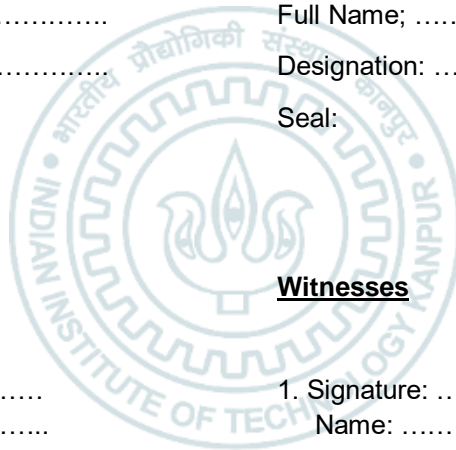 ………….. Full Name; ……
………….. Designation: …
Seal:
भारतीय प्रौद्योगिकी संस्थान कानपुर
INDIAN INSTITUTE OF TECHNOLOGY KANPUR
Witnesses
…… 1. Signature: …
…….. Name: ……